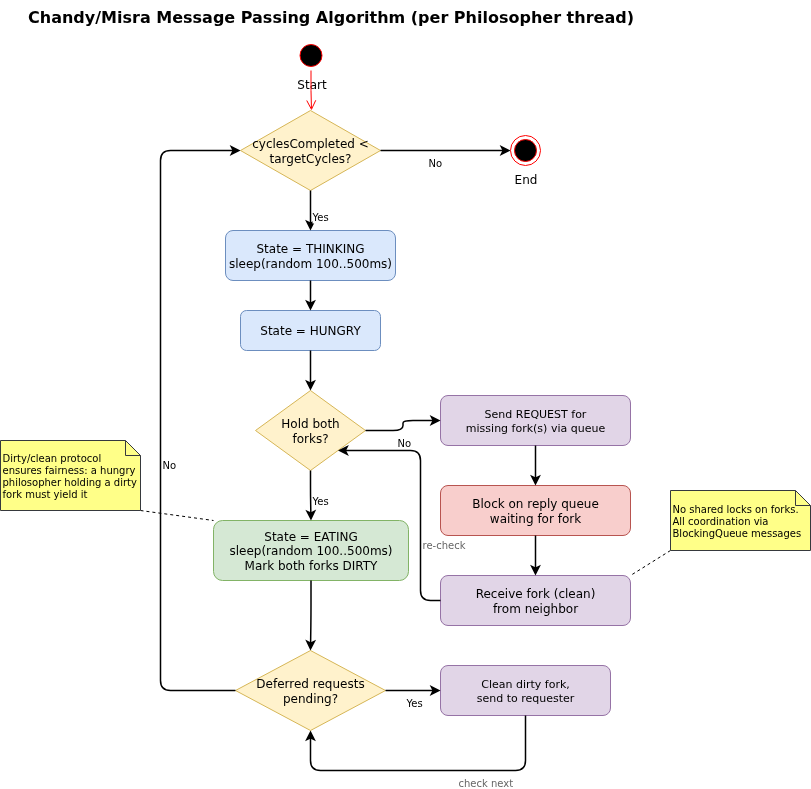 Chandy/Misra Message Passing Algorithm (per Philosopher thread)
Start
cyclesCompleted <
targetCycles?
No
End
Yes
State = THINKING
sleep(random 100..500ms)
State = HUNGRY
Hold both
forks?
No
Send REQUEST for
missing fork(s) via queue
Block on reply queue
waiting for fork
Receive fork (clean)
from neighbor
re-check
No shared locks on forks.
All coordination via
BlockingQueue messages
Yes
Dirty/clean protocol
ensures fairness: a hungry
philosopher holding a dirty
fork must yield it
No
State = EATING
sleep(random 100..500ms)
Mark both forks DIRTY
Deferred requests
pending?
Yes
Clean dirty fork,
send to requester
check next